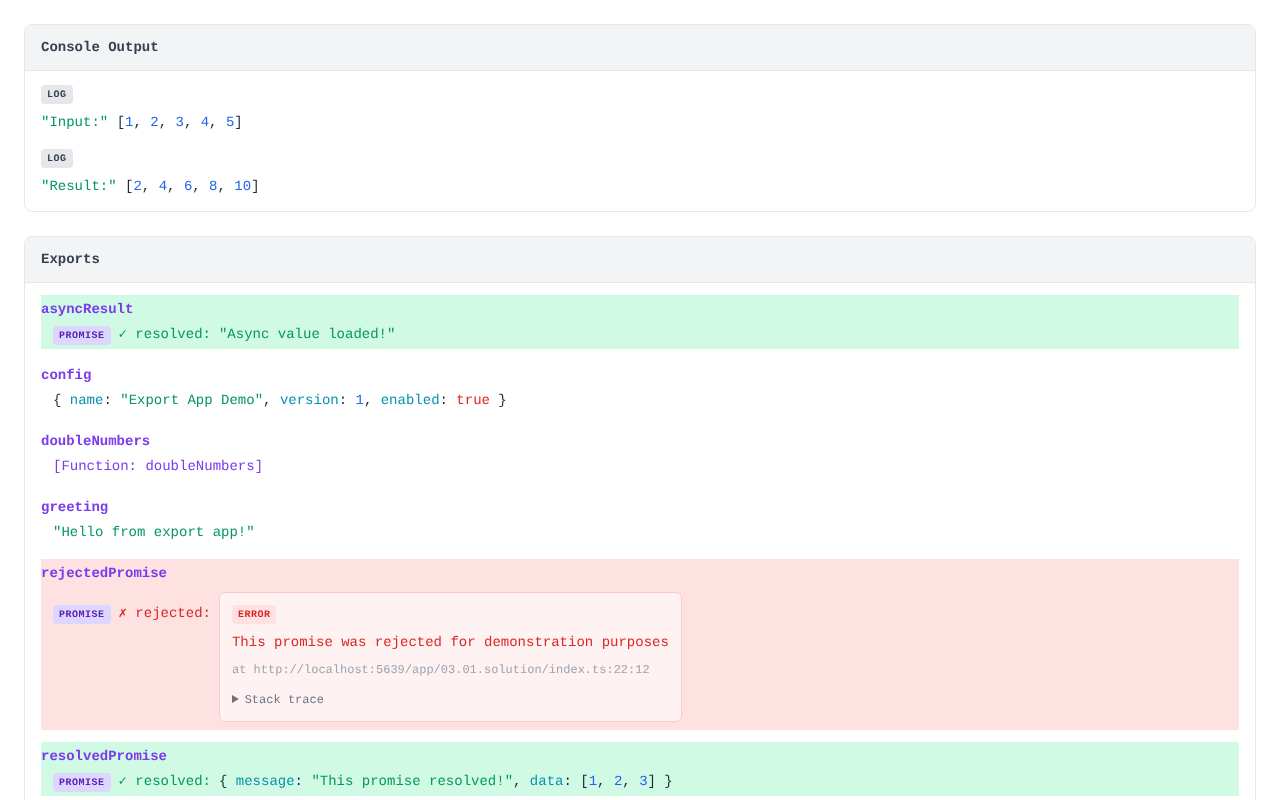 Console Output
LOG
"Input:" [1, 2, 3, 4, 5]
LOG
"Result:" [2, 4, 6, 8, 10]
Exports
asyncResult
PROMISE ✓ resolved: "Async value loaded!"
config
{ name: "Export App Demo", version: 1, enabled: true }
doubleNumbers
[Function: doubleNumbers]
greeting
"Hello from export app!"
rejectedPromise
PROMISE ✗ rejected:
ERROR
This promise was rejected for demonstration purposes
at http://localhost:5639/app/03.01.solution/index.ts:22:12
▶ Stack trace
resolvedPromise
PROMISE ✓ resolved: { message: "This promise resolved!", data: [1, 2, 3] }